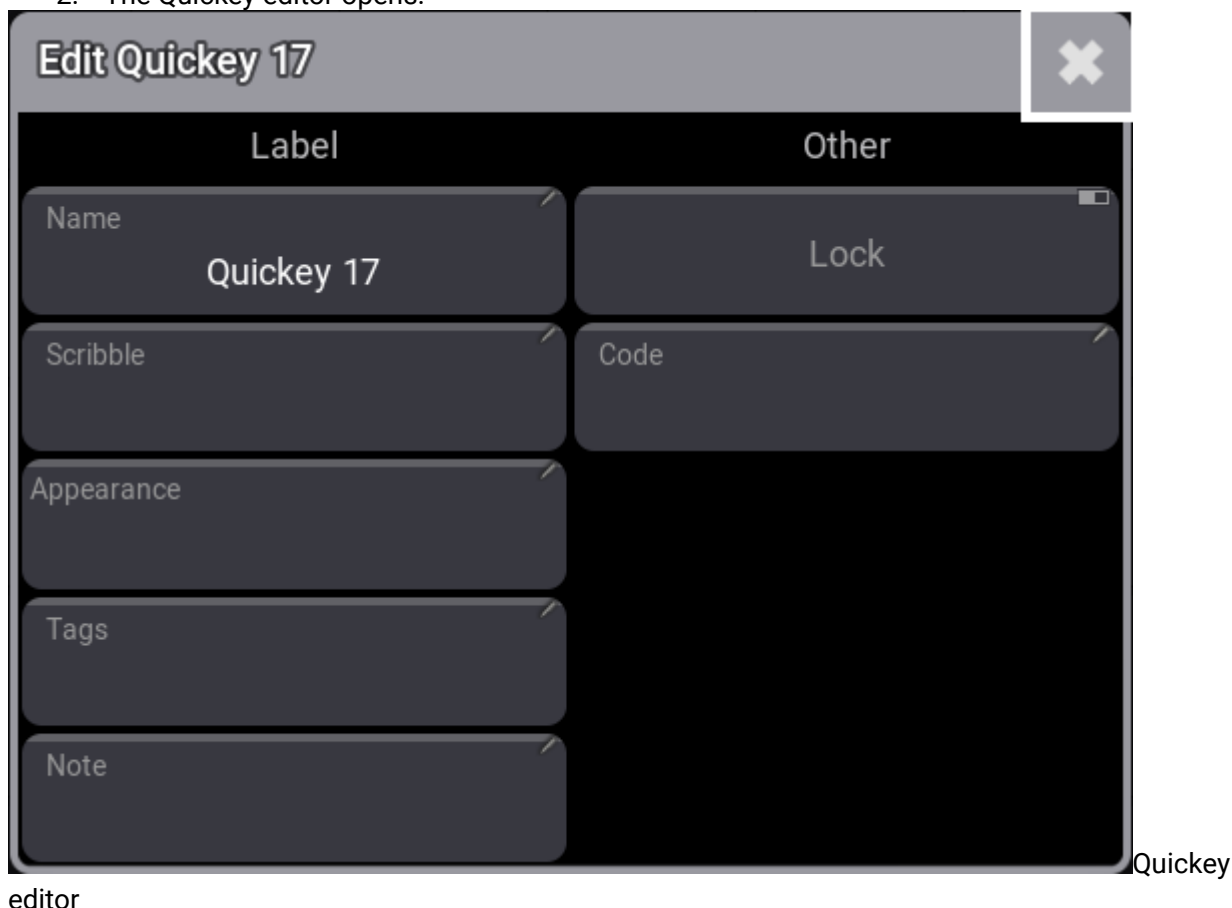 2. The Quickey editor opens.
Edit Quickey 17
Label
Other
Name
Quickey 17
Lock
Scribble
Code
Appearance
Tags
Note
Quickey
editor